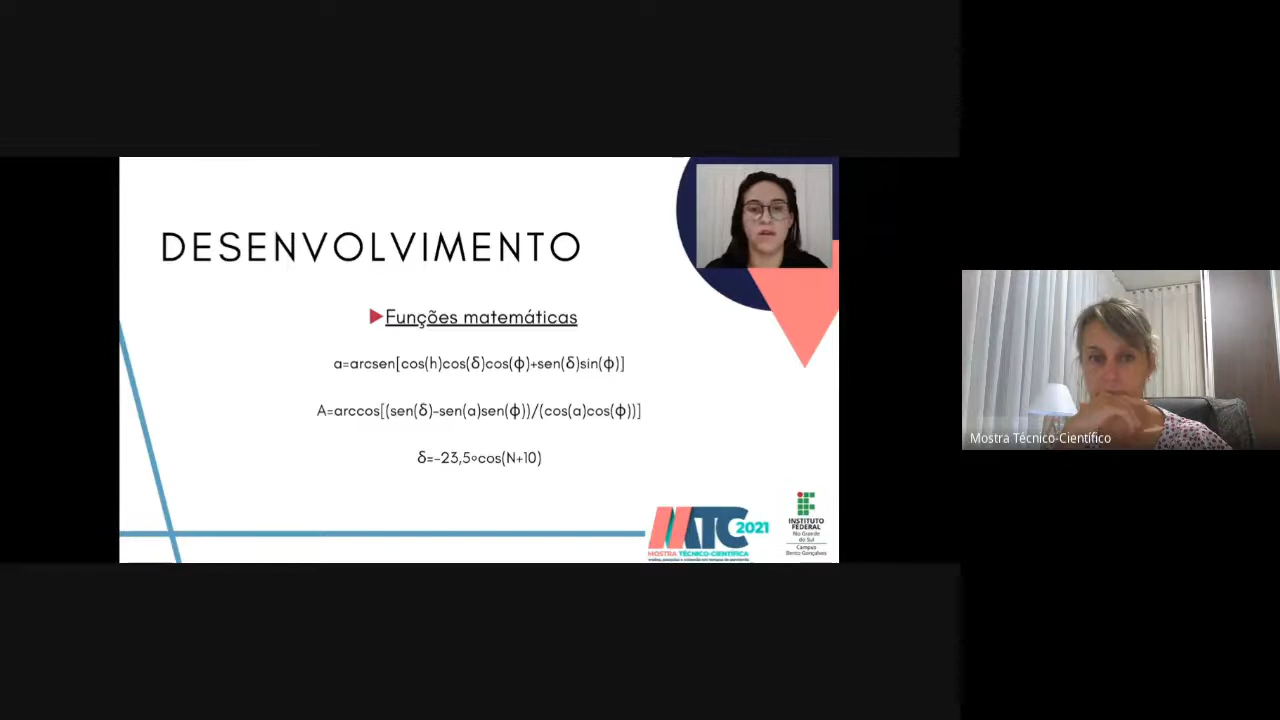 DESENVOLVIMENTO
Funções matemáticas
a=arcsen[cos(h)cos(δ)cos(ϕ)+sen(δ)sin(ϕ)]
A=arccos[(sen(δ)-sen(a)sen(ϕ))/(cos(a)cos(ϕ))]
δ=-23,5ºcos(N+10)
MTC 2021
MOSTRA TÉCNICO-CIENTÍFICA
INSTITUTO
FEDERAL
Rio Grande
do Sul
Campus
Bento Gonçalves
Mostra Técnico-Científico